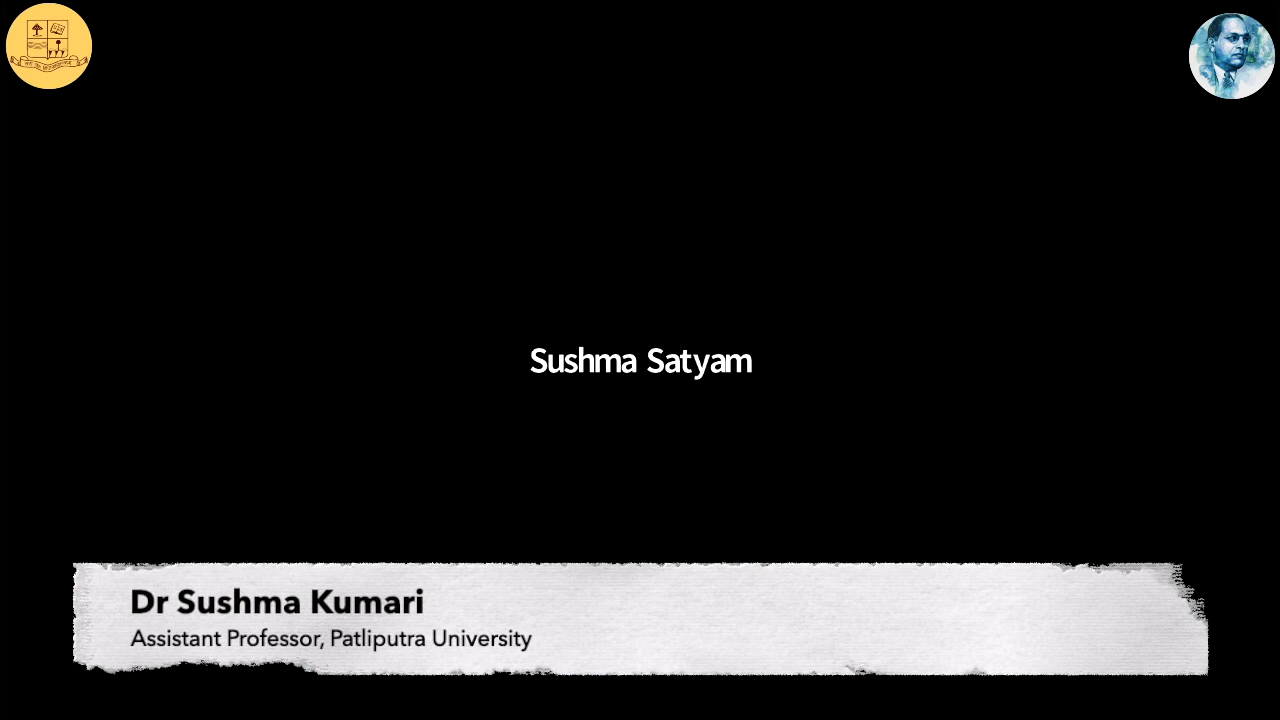 Sushma Satyam
Dr Sushma Kumari
Assistant Professor, Patliputra University